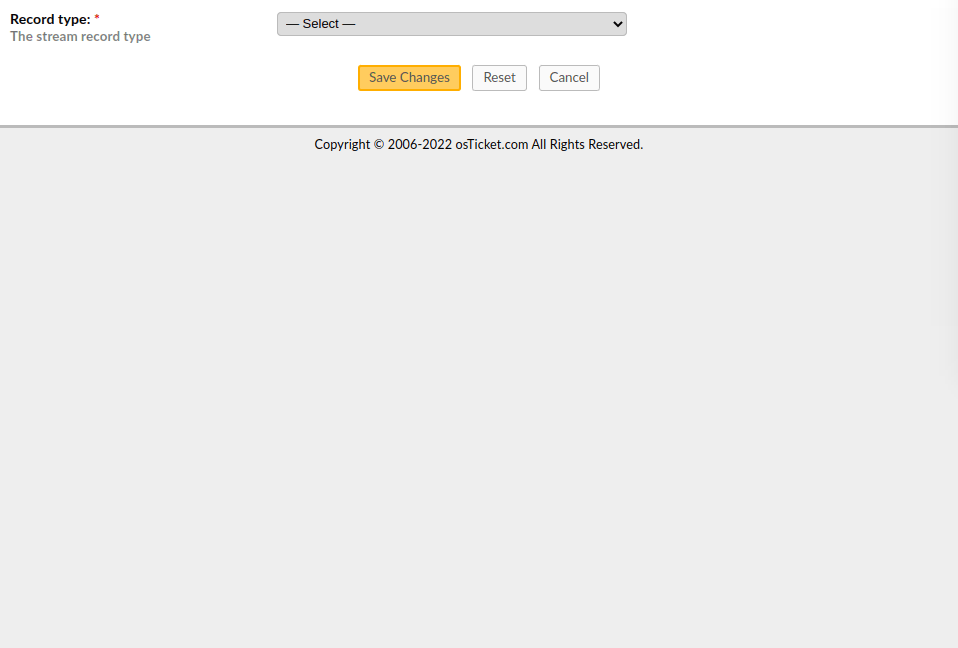 Record type: *
— Select —
The stream record type
Save Changes
Reset
Cancel
Copyright © 2006-2022 osTicket.com All Rights Reserved.